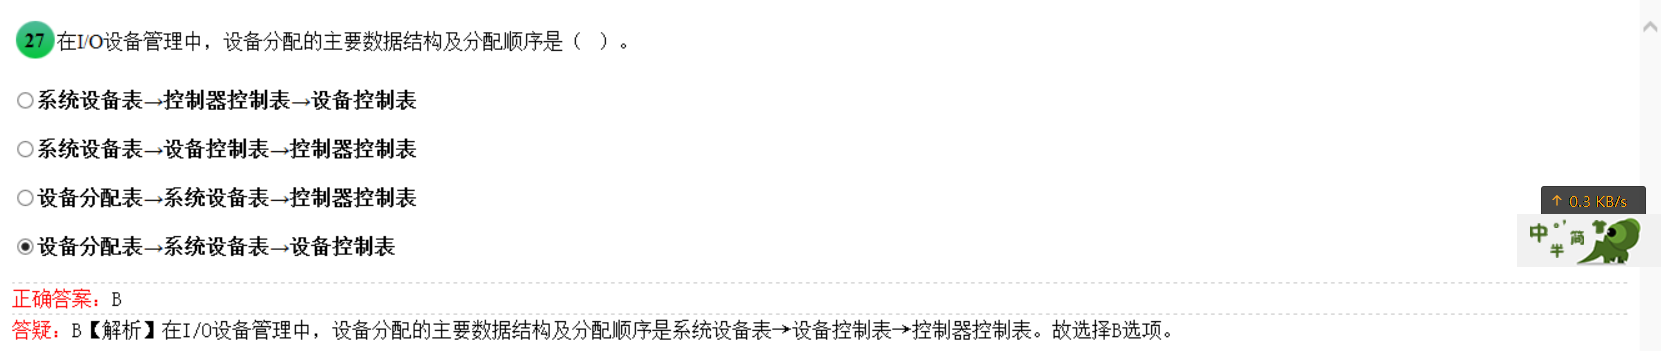 27 在I/O设备管理中，设备分配的主要数据结构及分配顺序是（  ）。
系统设备表→控制器控制表→设备控制表
系统设备表→设备控制表→控制器控制表
设备分配表→系统设备表→控制器控制表
↑ 0.3 KB/s
中 °’ 半 简
设备分配表→系统设备表→设备控制表
正确答案：B
答疑：B【解析】在I/O设备管理中，设备分配的主要数据结构及分配顺序是系统设备表→设备控制表→控制器控制表。故选择B选项。